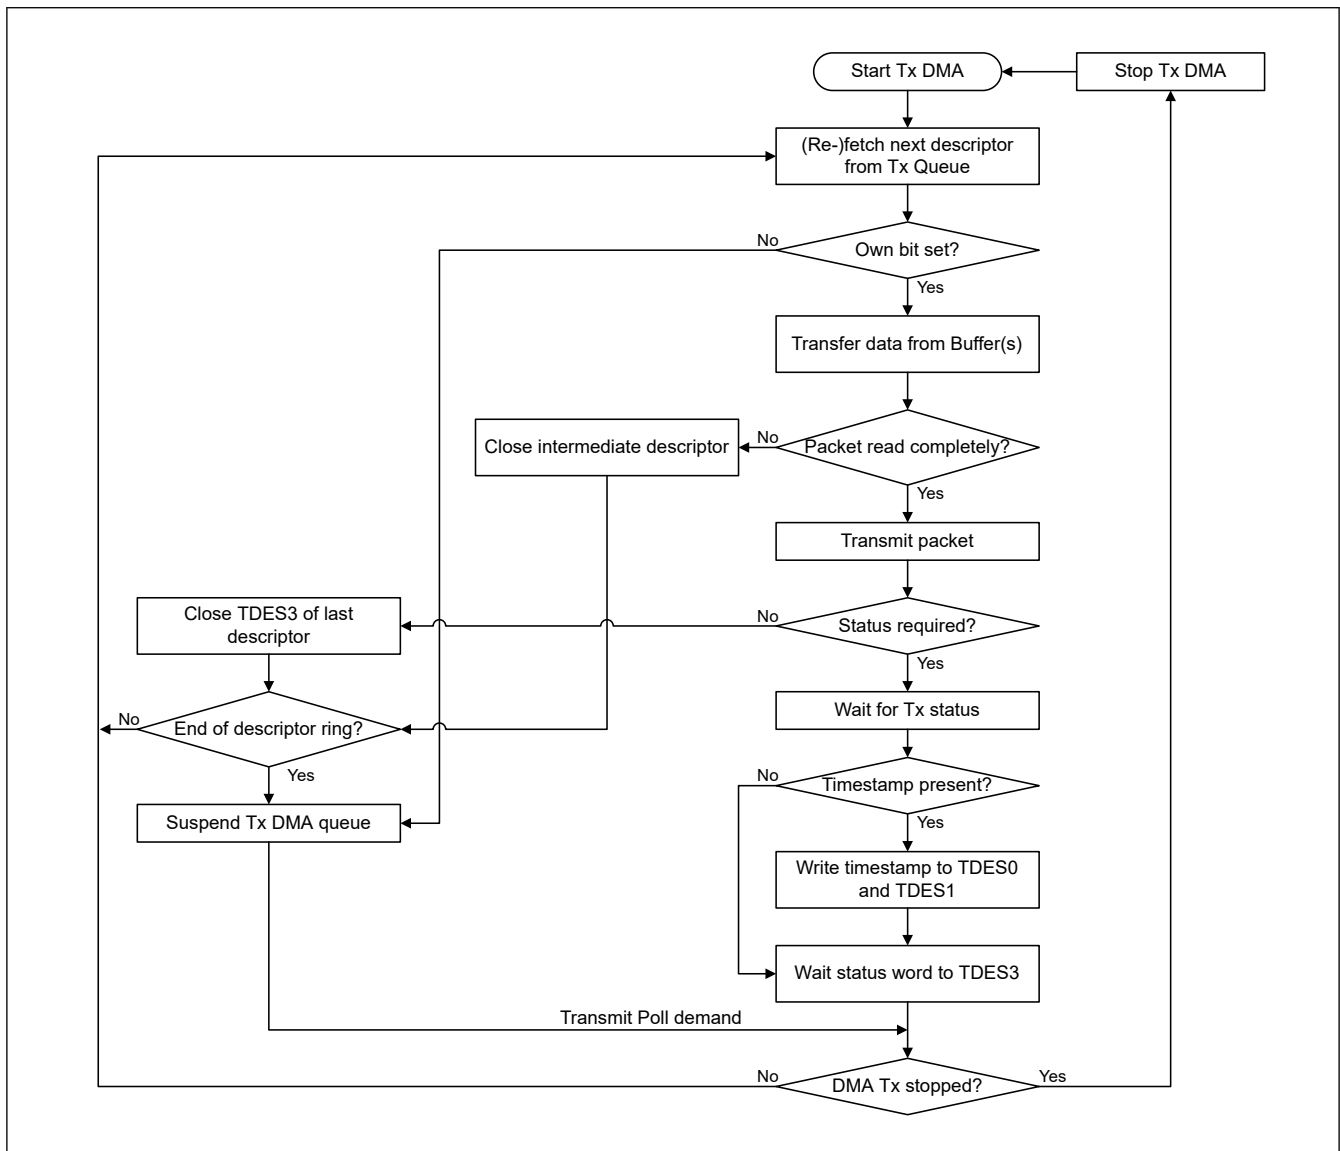 Start Tx DMA
Stop Tx DMA
(Re-)fetch next descriptor
from Tx Queue
No
Own bit set?
Yes
Transfer data from Buffer(s)
Close intermediate descriptor
No
Packet read completely?
Yes
Transmit packet
Close TDES3 of last
descriptor
No
Status required?
Yes
No
End of descriptor ring?
Yes
Wait for Tx status
No
Timestamp present?
Yes
Suspend Tx DMA queue
Write timestamp to TDES0
and TDES1
Wait status word to TDES3
Transmit Poll demand
No
DMA Tx stopped?
Yes